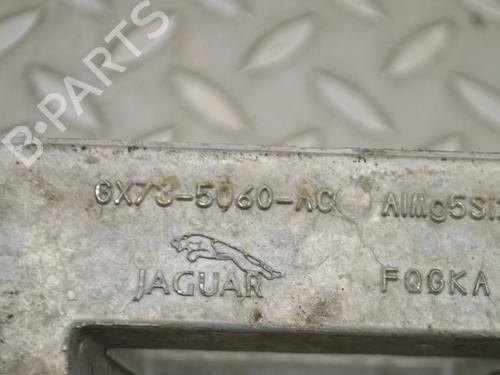 B-PARTS
GX73-5060-AC AlMg5Si
JAGUAR FQGKA